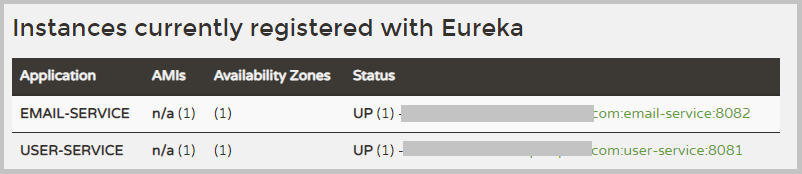 Instances currently registered with Eureka
Application AMIs Availability Zones Status
EMAIL-SERVICE n/a (1) (1) UP (1) - com:email-service:8082
USER-SERVICE n/a (1) (1) UP (1) - com:user-service:8081